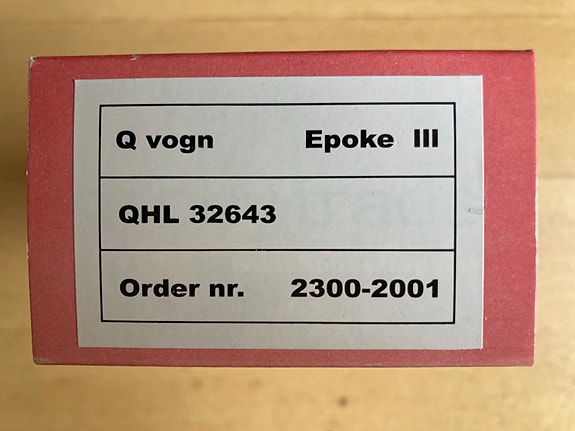 Q vogn Epoke III
QHL 32643
Order nr. 2300-2001